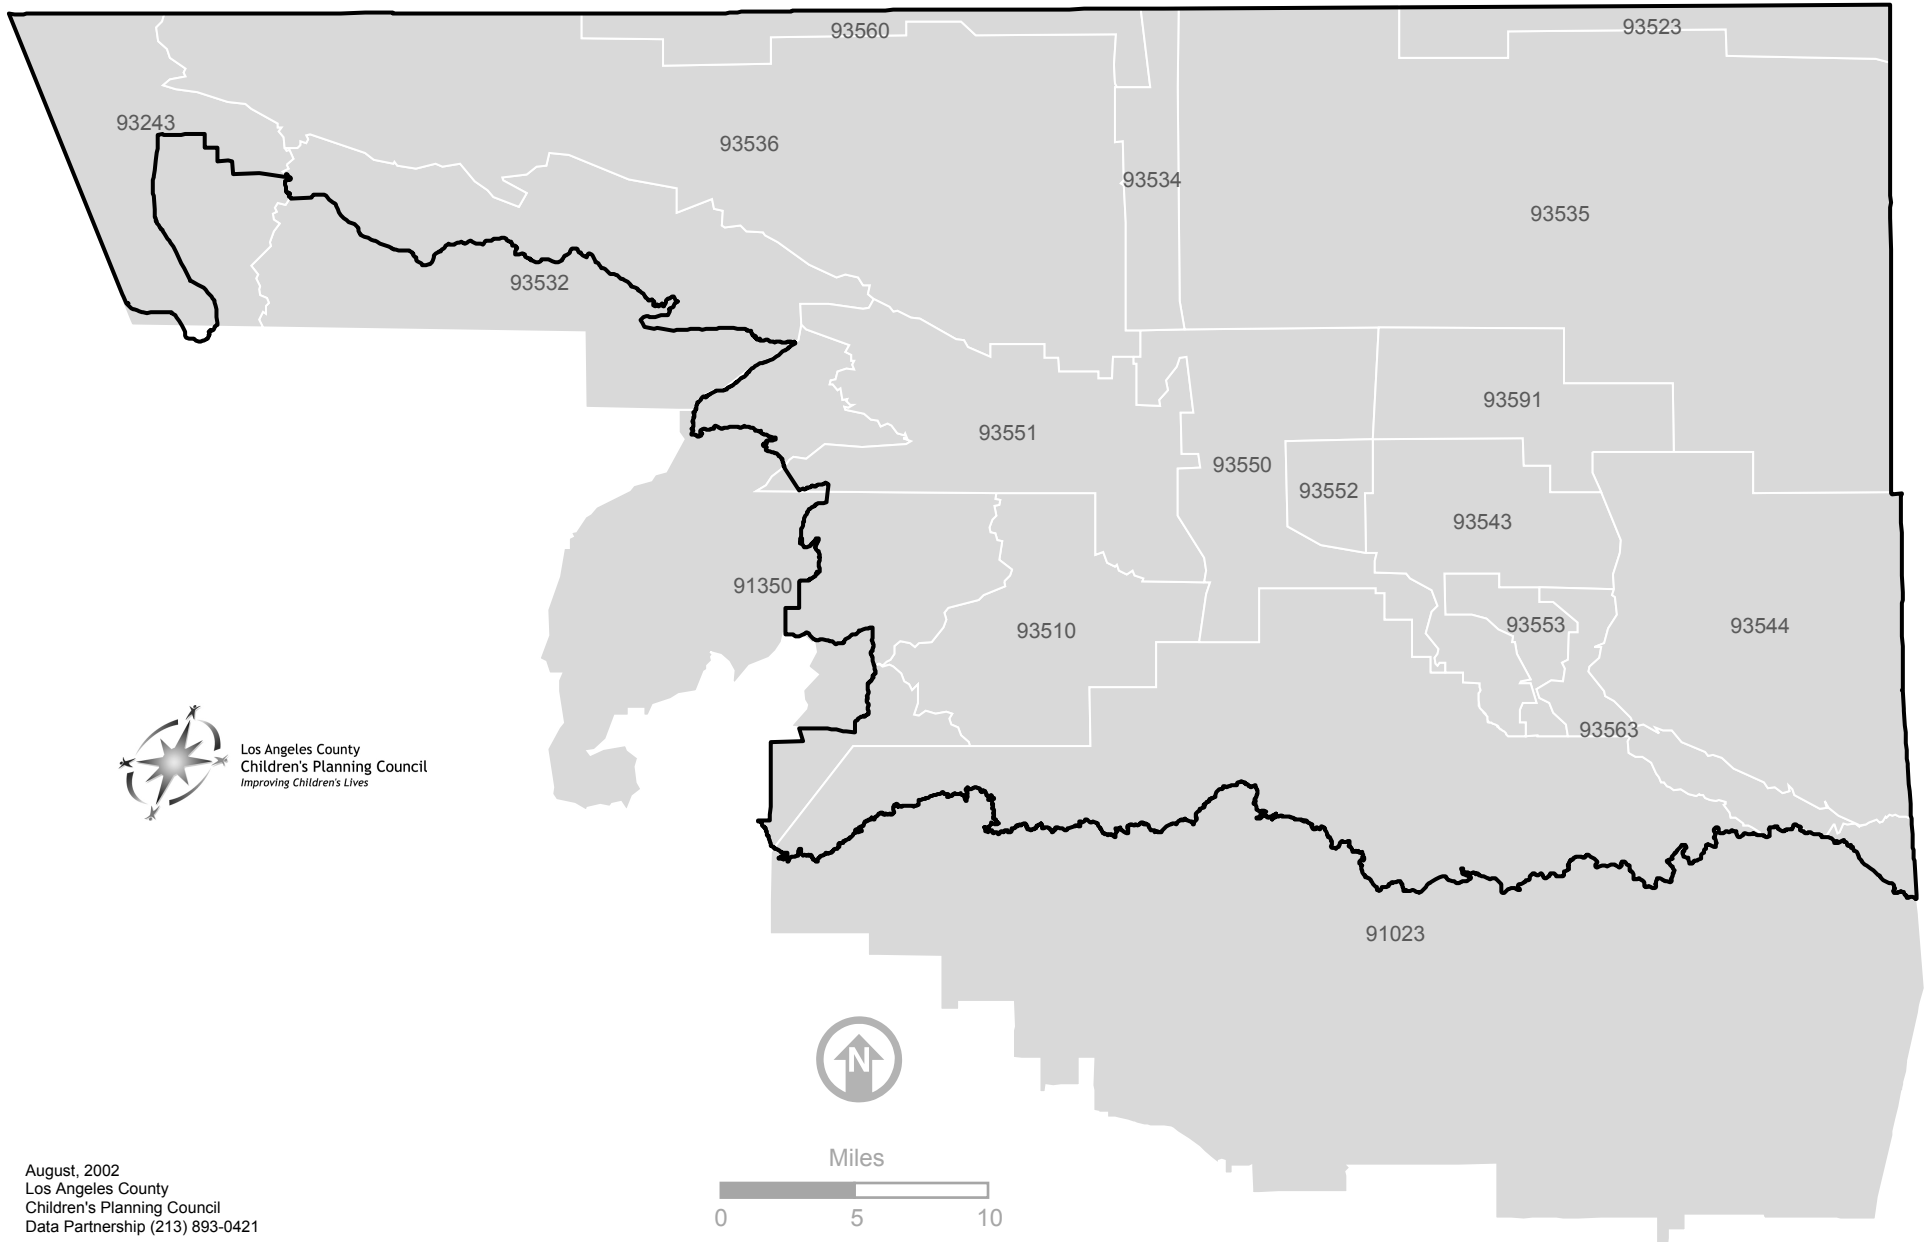 93560
93523
93243
93536
93534
93535
93532
93591
93551
93550
93552
93543
91350
93510
93553
93544
93563
Los Angeles County
Children's Planning Council
Improving Children's Lives
91023
N
Miles
0 5 10
August, 2002
Los Angeles County
Children's Planning Council
Data Partnership (213) 893-0421